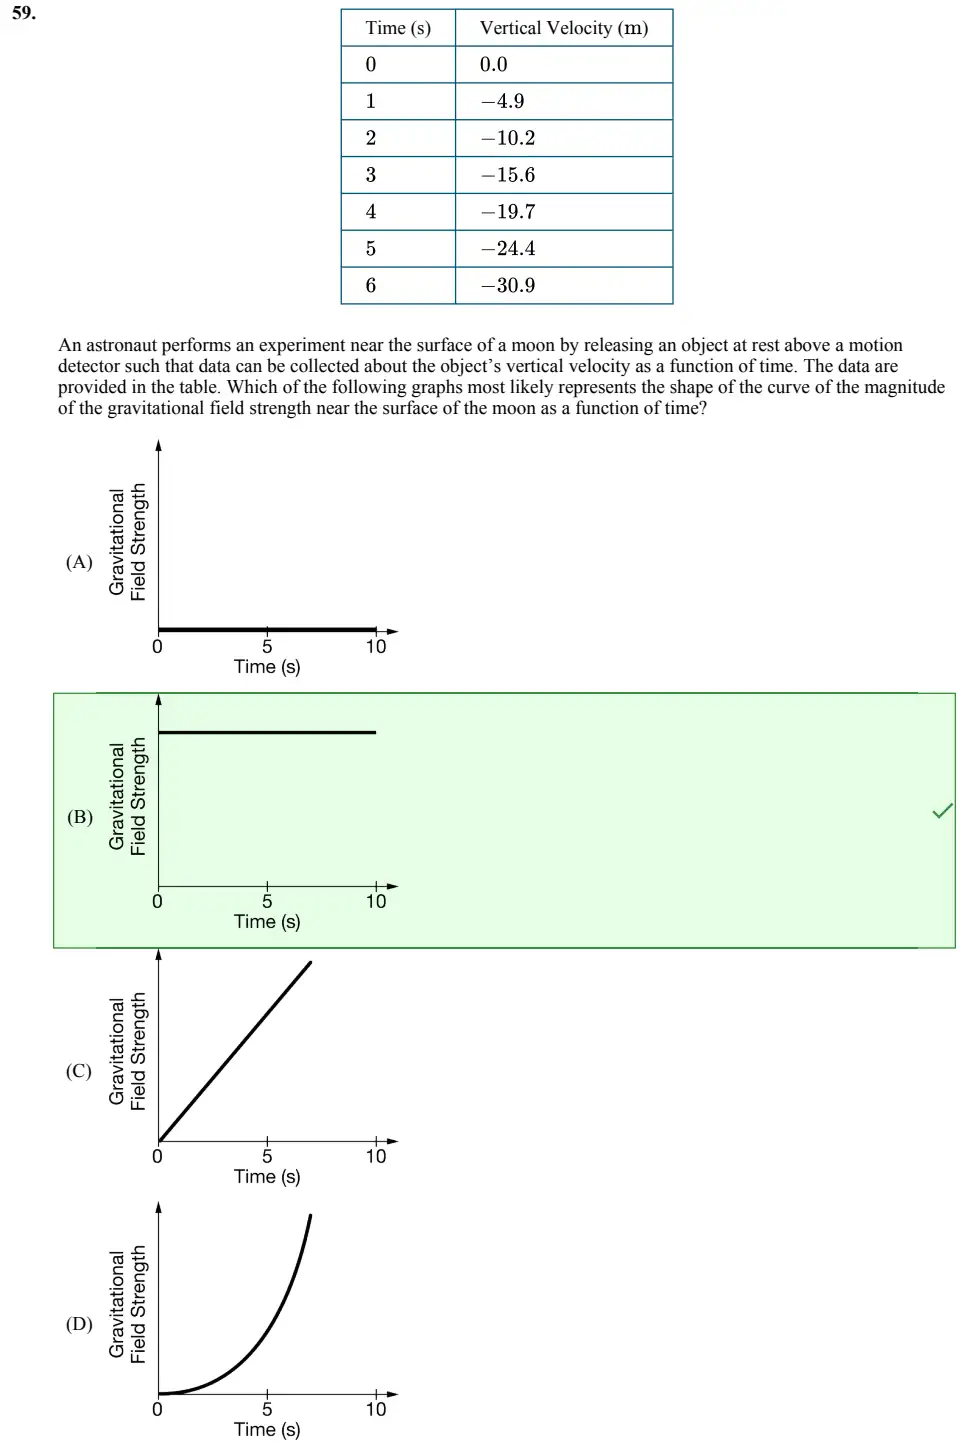 59.
Time (s) Vertical Velocity (m)
0 0.0
1 −4.9
2 −10.2
3 −15.6
4 −19.7
5 −24.4
6 −30.9
An astronaut performs an experiment near the surface of a moon by releasing an object at rest above a motion
detector such that data can be collected about the object’s vertical velocity as a function of time. The data are
provided in the table. Which of the following graphs most likely represents the shape of the curve of the magnitude
of the gravitational field strength near the surface of the moon as a function of time?
(A)
Gravitational
Field Strength
0 5 10
Time (s)
(B)
Gravitational
Field Strength
0 5 10
Time (s)
(C)
Gravitational
Field Strength
0 5 10
Time (s)
(D)
Gravitational
Field Strength
0 5 10
Time (s)